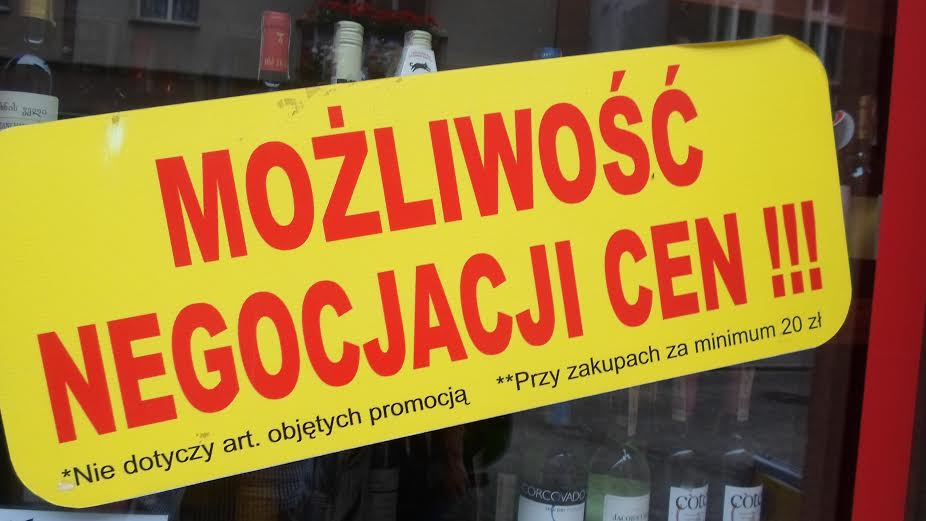 MOŻLIWOŚĆ
NEGOCJACJI CEN !!!
*Nie dotyczy art. objętych promocją **Przy zakupach za minimum 20 zł
CORCOVADO